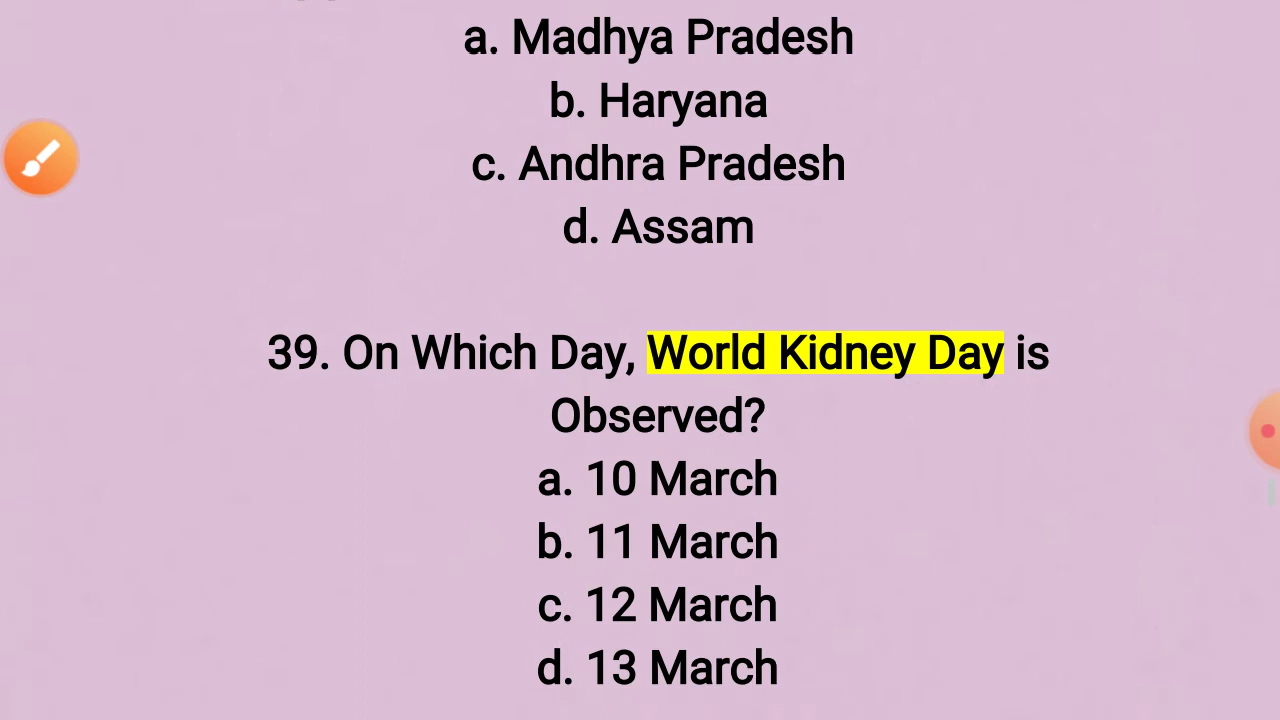 a. Madhya Pradesh
b. Haryana
c. Andhra Pradesh
d. Assam
39. On Which Day, World Kidney Day is
Observed?
a. 10 March
b. 11 March
c. 12 March
d. 13 March